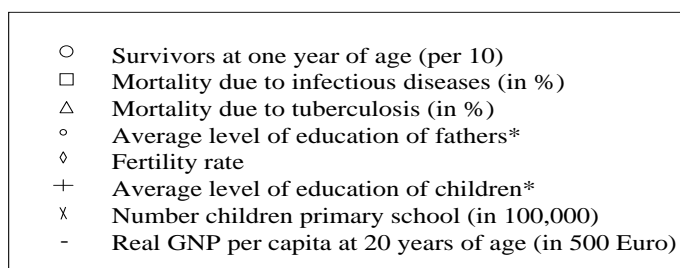 Survivors at one year of age (per 10)
Mortality due to infectious diseases (in %)
Mortality due to tuberculosis (in %)
Average level of education of fathers*
Fertility rate
Average level of education of children*
Number children primary school (in 100,000)
Real GNP per capita at 20 years of age (in 500 Euro)